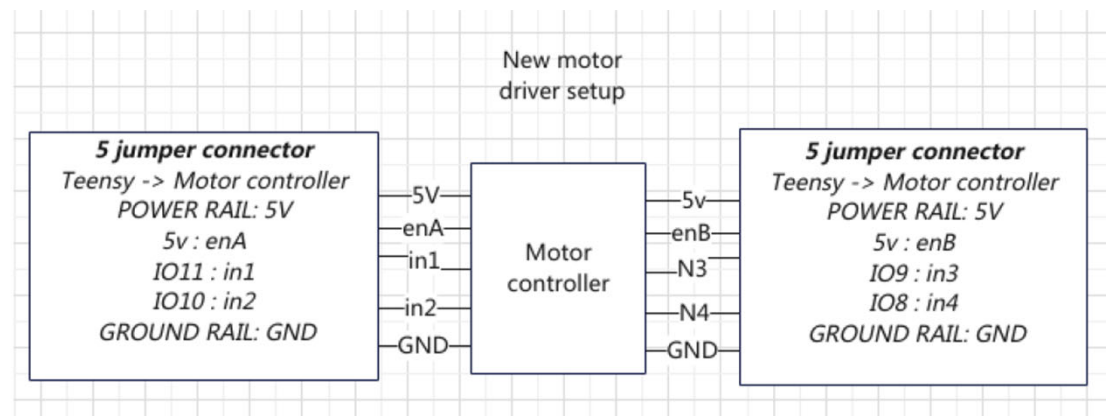 New motor
driver setup
5 jumper connector
Teensy -> Motor controller
POWER RAIL: 5V
5v : enA
IO11 : in1
IO10 : in2
GROUND RAIL: GND
5V
enA
in1
in2
GND
Motor
controller
5v
enB
N3
N4
GND
5 jumper connector
Teensy -> Motor controller
POWER RAIL: 5V
5v : enB
IO9 : in3
IO8 : in4
GROUND RAIL: GND